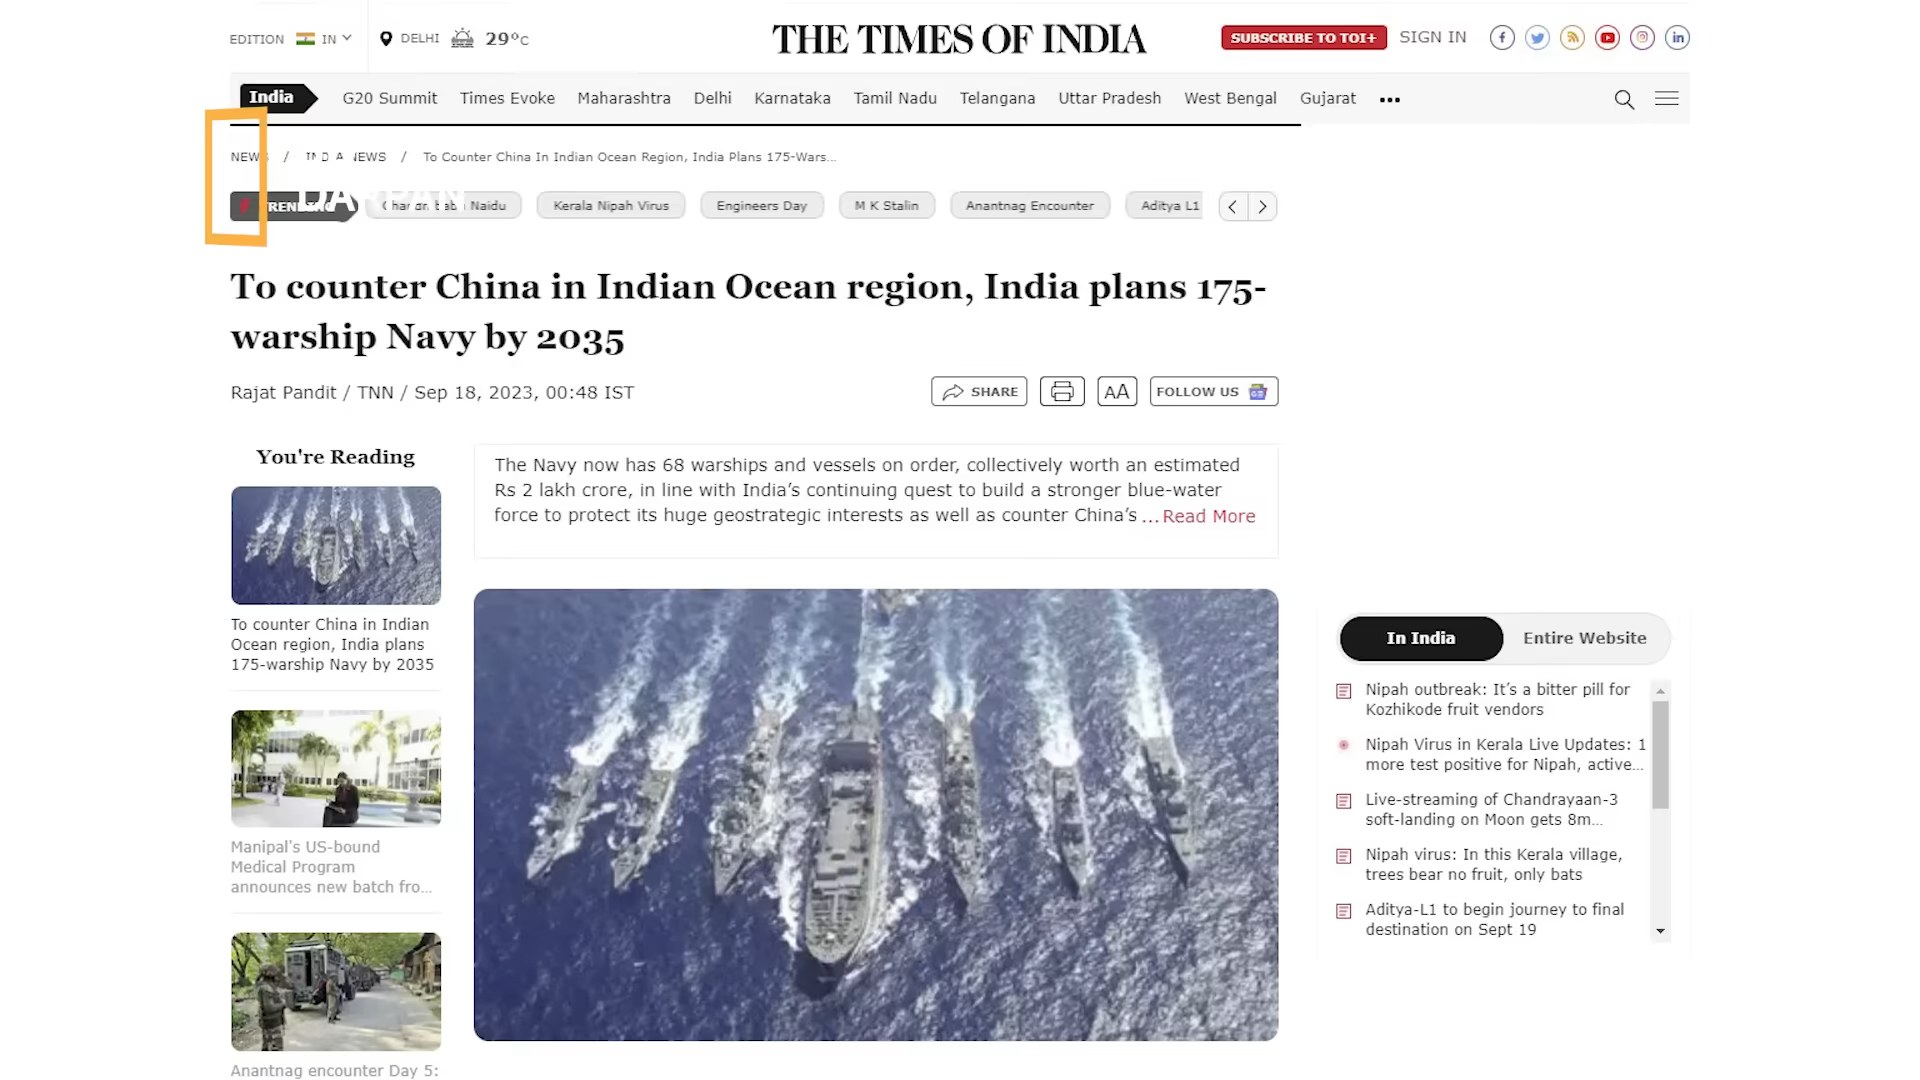 EDITION IN DELHI 29°C
THE TIMES OF INDIA
SUBSCRIBE TO TOI+ SIGN IN
India G20 Summit Times Evoke Maharashtra Delhi Karnataka Tamil Nadu Telangana Uttar Pradesh West Bengal Gujarat •••
NEWS / INDIA NEWS / To Counter China In Indian Ocean Region, India Plans 175-Wars...
# TRENDING Chandrababu Naidu Kerala Nipah Virus Engineers Day M K Stalin Anantnag Encounter Aditya L1
DARPAN
To counter China in Indian Ocean region, India plans 175-
warship Navy by 2035
Rajat Pandit / TNN / Sep 18, 2023, 00:48 IST
SHARE AA FOLLOW US
You're Reading
To counter China in Indian
Ocean region, India plans
175-warship Navy by 2035
Manipal's US-bound
Medical Program
announces new batch fro...
Anantnag encounter Day 5:
The Navy now has 68 warships and vessels on order, collectively worth an estimated
Rs 2 lakh crore, in line with India’s continuing quest to build a stronger blue-water
force to protect its huge geostrategic interests as well as counter China’s ...Read More
In India Entire Website
Nipah outbreak: It’s a bitter pill for
Kozhikode fruit vendors
Nipah Virus in Kerala Live Updates: 1
more test positive for Nipah, active...
Live-streaming of Chandrayaan-3
soft-landing on Moon gets 8m...
Nipah virus: In this Kerala village,
trees bear no fruit, only bats
Aditya-L1 to begin journey to final
destination on Sept 19